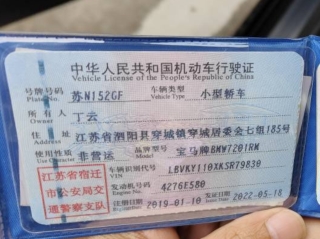 中华人民共和国机动车行驶证
Vehicle License of the People's Republic of China
号牌号码 Plate No. 苏N152GF 车辆类型 Vehicle Type 小型轿车
所有人 Owner 丁云
住址 Address 江苏省泗阳县穿城镇穿城居委会七组185号
使用性质 Use Character 非营运 品牌型号 Model 宝马牌BMW7201RM
江苏省宿迁市公安局交通警察支队
车辆识别代号 VIN LBVKY110XKSR79830
发动机号码 Engine No. 4276E580
注册日期 Register Date 2019-01-10 发证日期 Issue Date 2022-05-18